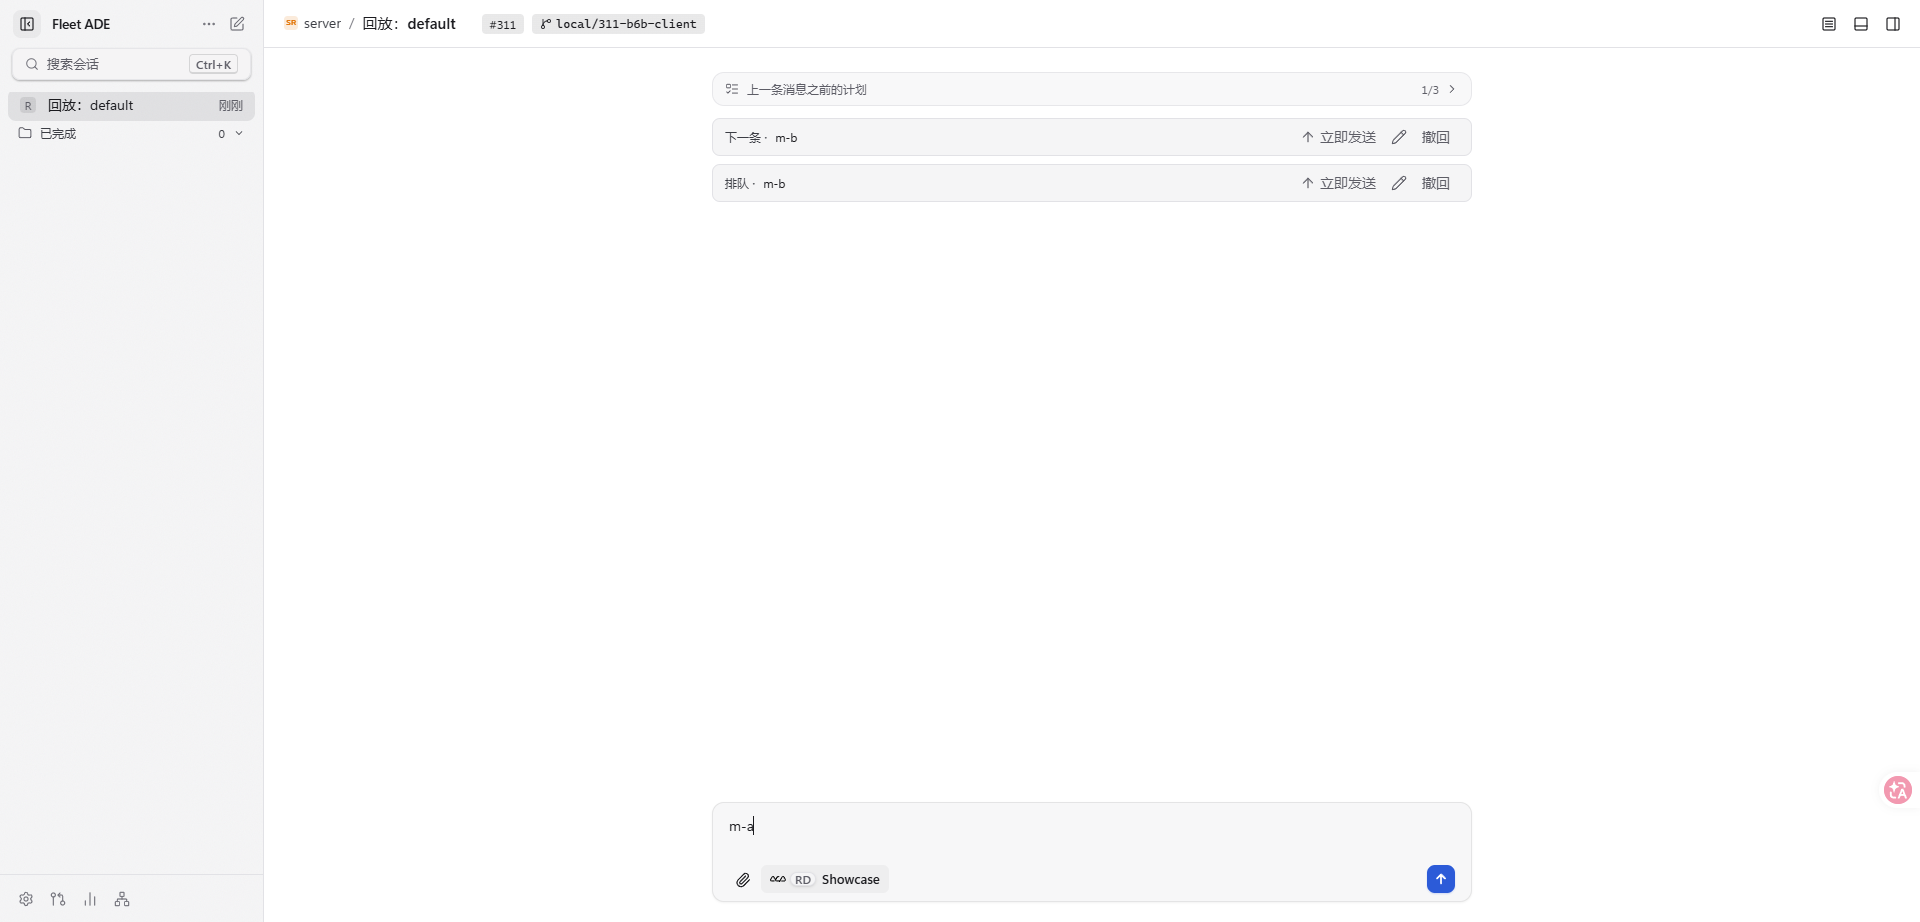 Fleet ADE
搜索会话 Ctrl+K
R 回放：default 刚刚
已完成 0
SR server / 回放：default #311 local/311-b6b-client
上一条消息之前的计划 1/3
下一条 · m-b 立即发送 撤回
排队 · m-b 立即发送 撤回
m-a
RD Showcase